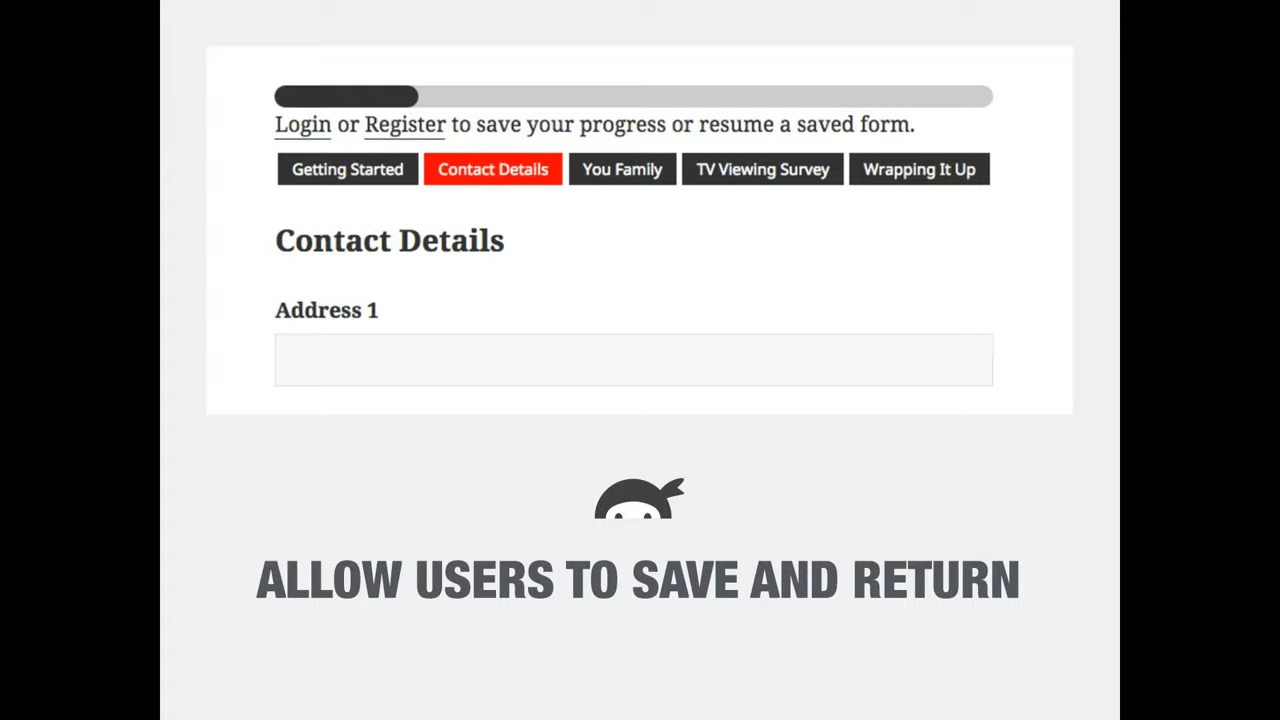 Login or Register to save your progress or resume a saved form.
Getting Started Contact Details You Family TV Viewing Survey Wrapping It Up
Contact Details
Address 1
ALLOW USERS TO SAVE AND RETURN